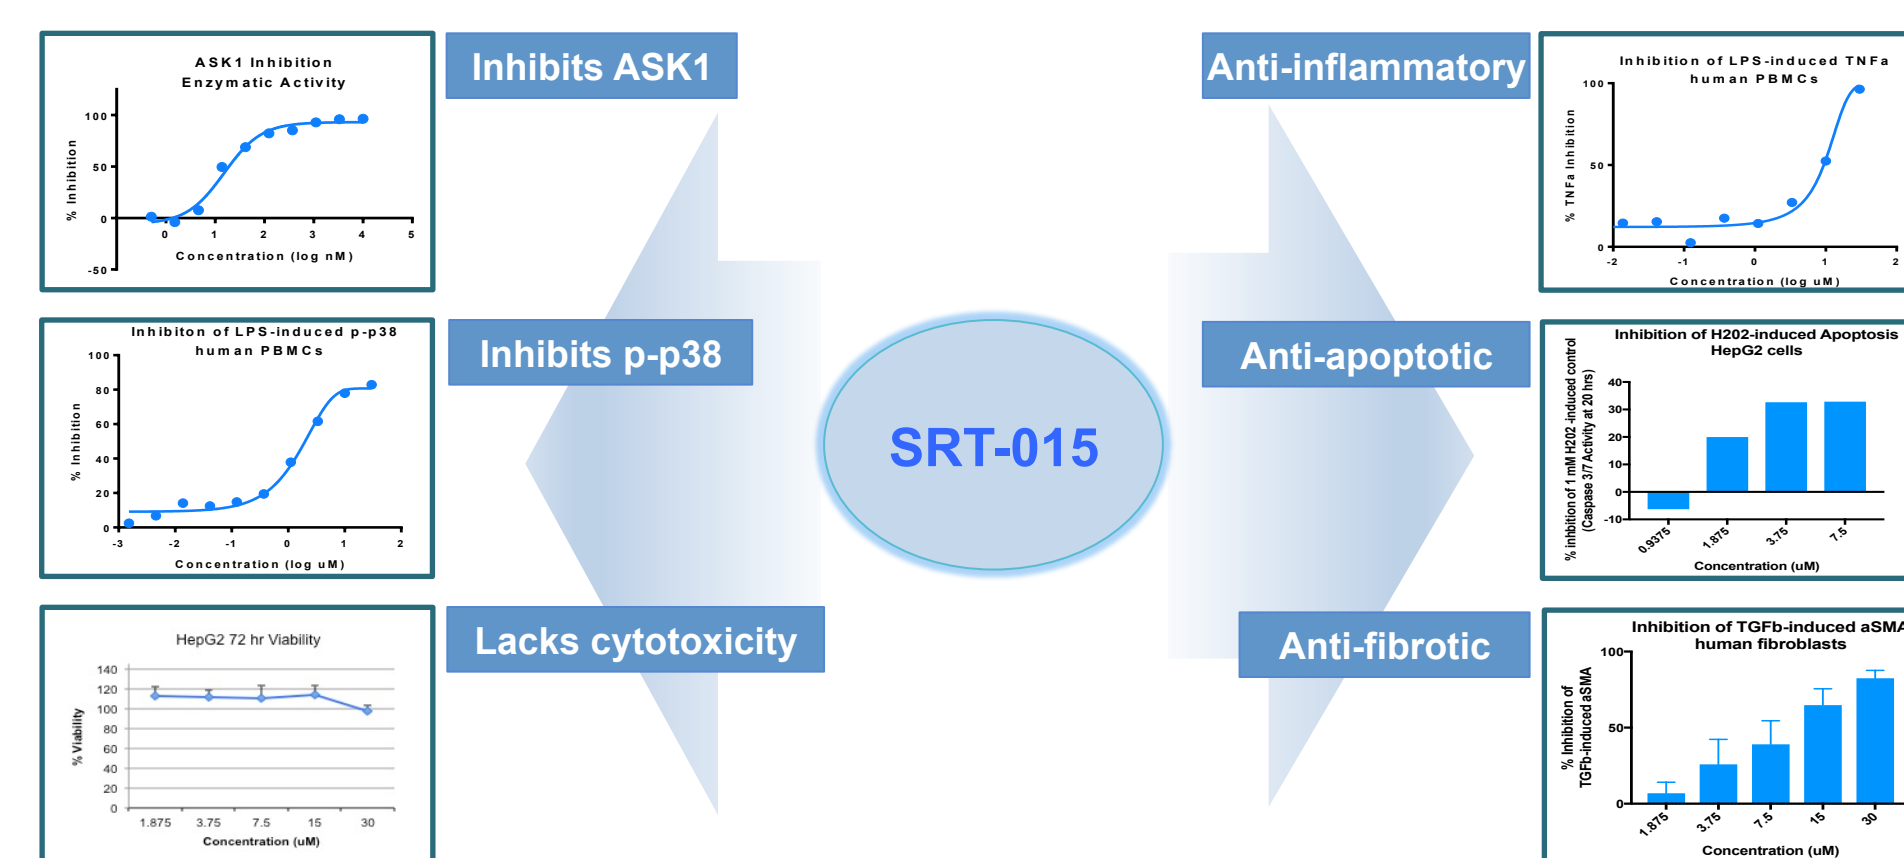 ASK1 Inhibition
Enzymatic Activity
% Inhibition
100
50
0
-50
0 1 2 3 4 5
Concentration (log nM)
Inhibits ASK1
Inhibiton of LPS-induced p-p38
human PBMCs
% Inhibition
100
80
60
40
20
0
-3 -2 -1 0 1 2
Concentration (log uM)
Inhibits p-p38
HepG2 72 hr Viability
% Viability
140
120
100
80
60
40
20
0
1.875 3.75 7.5 15 30
Concentration (uM)
Lacks cytotoxicity
SRT-015
Anti-inflammatory
Inhibition of LPS-induced TNFa
human PBMCs
% TNFa Inhibition
100
50
0
-2 -1 0 1 2
Concentration (log uM)
Anti-apoptotic
Inhibition of H202-induced Apoptosis
HepG2 cells
% inhbition of 1 mM H202 -induced control
(Caspase 3/7 Activity at 20 hrs)
40
30
20
10
0
-10
0.9375 1.875 3.75 7.5
Concentration (uM)
Anti-fibrotic
Inhibition of TGFb-induced aSMA
human fibroblasts
% Inhibition of
TGFb-induced aSMA
100
50
0
1.875 3.75 7.5 15 30
Concentration (uM)